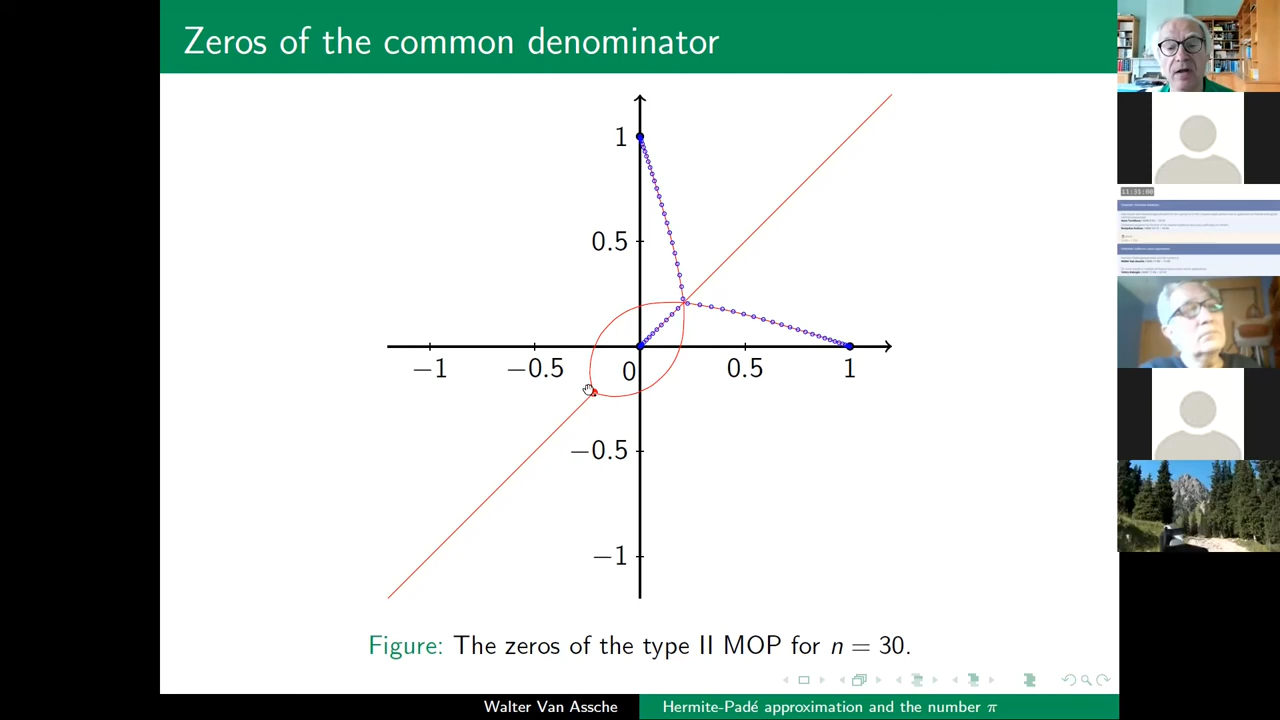 Zeros of the common denominator
1
0.5
−1
−0.5
0
0.5
1
−0.5
−1
Figure: The zeros of the type II MOP for n = 30.
Walter Van Assche
Hermite-Padé approximation and the number π